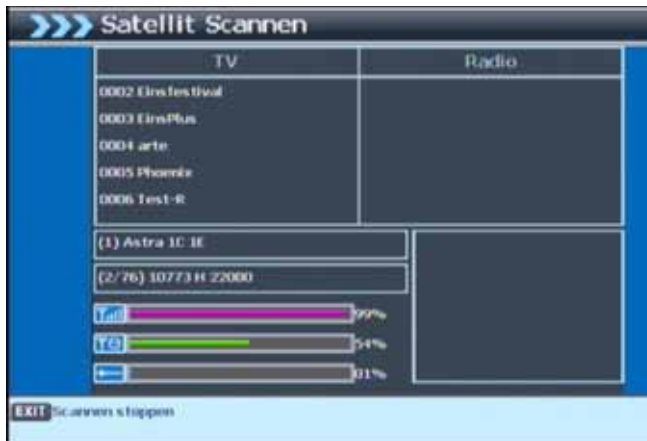 Satellit Scannen
TV
Radio
0002 Einsfestival
0003 EinsPlus
0004 arte
0005 Phoenix
0006 Test-R
(1) Astra 1C 1E
(2/76) 10773 H 22000
99%
54%
01%
EXIT Scannen stoppen